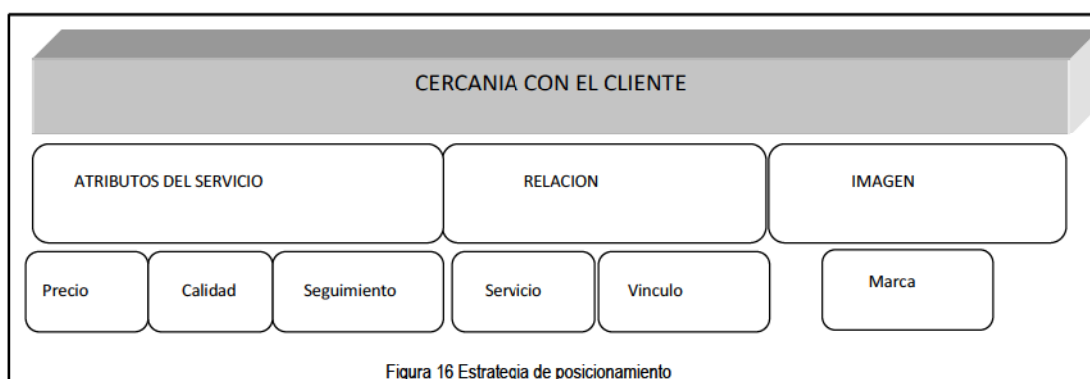 CERCANIA CON EL CLIENTE
ATRIBUTOS DEL SERVICIO
RELACION
IMAGEN
Precio
Calidad
Seguimiento
Servicio
Vinculo
Marca
Figura 16 Estrategia de posicionamiento